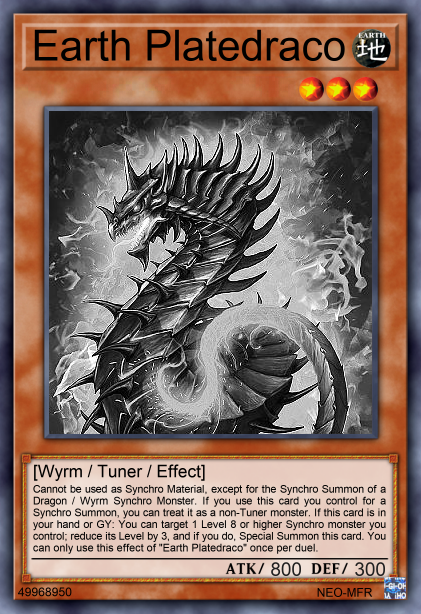 Earth Platedraco
EARTH
地
[Wyrm / Tuner / Effect]
Cannot be used as Synchro Material, except for the Synchro Summon of a
Dragon / Wyrm Synchro Monster. If you use this card you control for a
Synchro Summon, you can treat it as a non-Tuner monster. If this card is in
your hand or GY: You can target 1 Level 8 or higher Synchro monster you
control; reduce its Level by 3, and if you do, Special Summon this card. You
can only use this effect of "Earth Platedraco" once per duel.
ATK/ 800 DEF/ 300
49968950 NEO-MFR